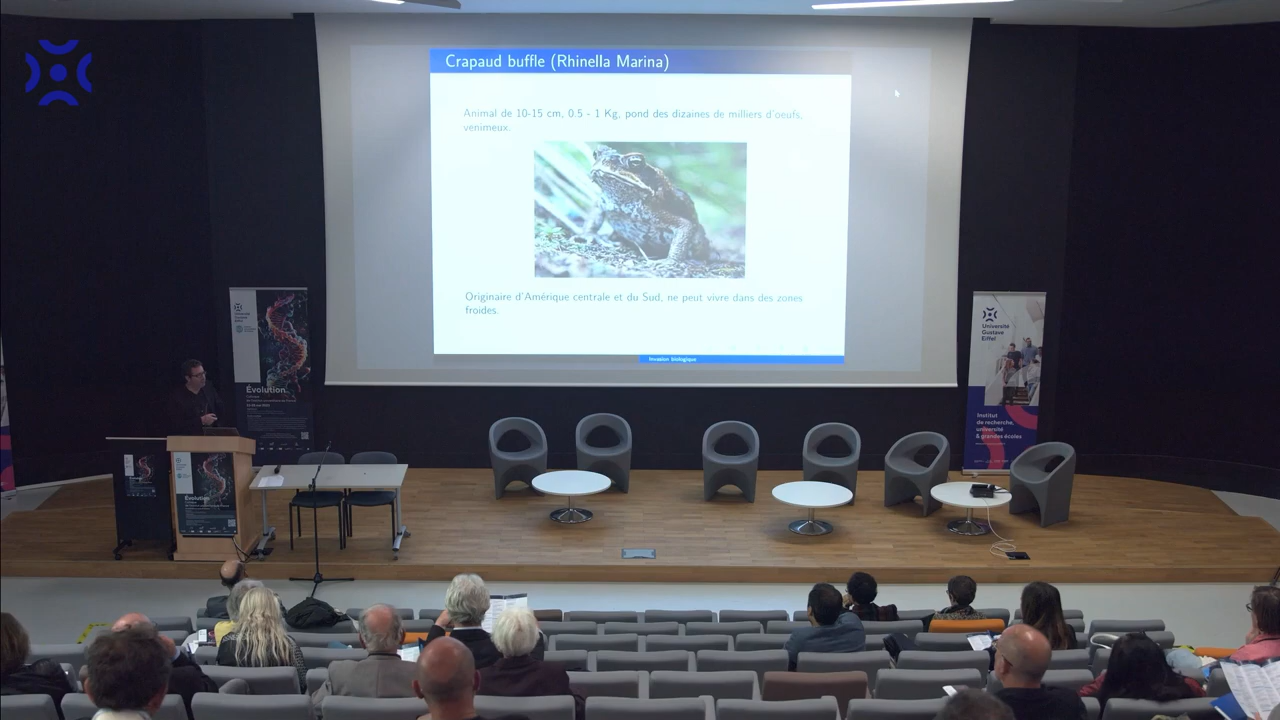 Crapaud buffle (Rhinella Marina)
Animal de 10-15 cm, 0.5 - 1 Kg, pond des dizaines de milliers d'oeufs,
venimeux.
Originaire d'Amérique centrale et du Sud, ne peut vivre dans des zones
froides.
Invasion biologique
Évolution
Université
Gustave
Eiffel
Institut
de recherche,
université
& grandes écoles
Évolution